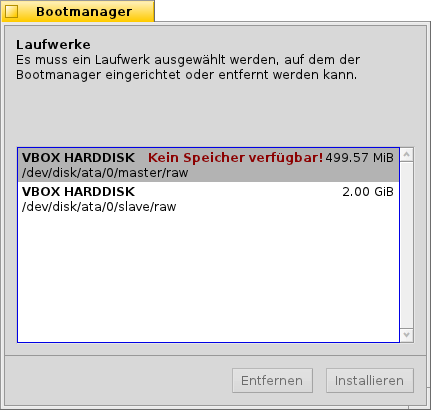 Bootmanager
Laufwerke
Es muss ein Laufwerk ausgewählt werden, auf dem der
Bootmanager eingerichtet oder entfernt werden kann.
VBOX HARDDISK Kein Speicher verfügbar! 499.57 MiB
/dev/disk/ata/0/master/raw
VBOX HARDDISK 2.00 GiB
/dev/disk/ata/0/slave/raw
Entfernen Installieren